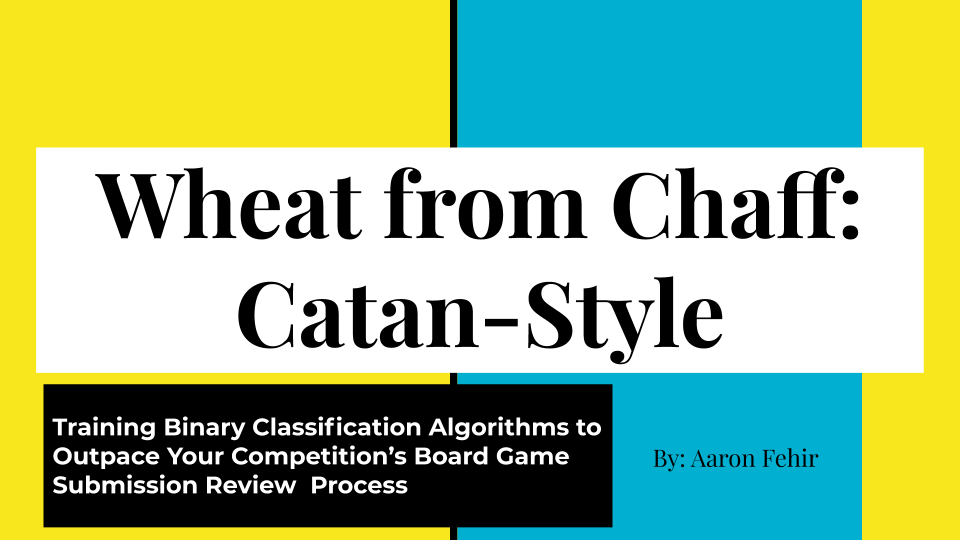 Wheat from Chaff:
Catan-Style
Training Binary Classification Algorithms to
Outpace Your Competition’s Board Game
Submission Review  Process
By: Aaron Fehir